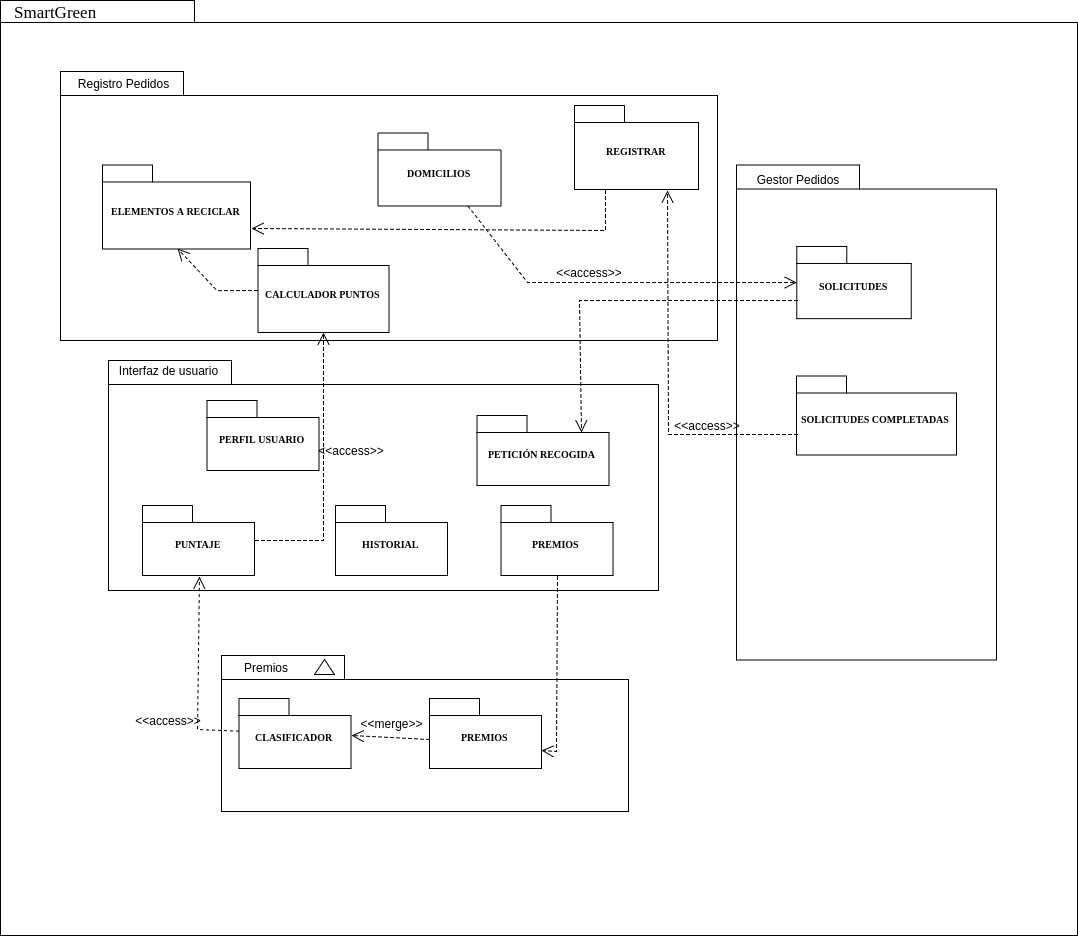 SmartGreen
Registro Pedidos
REGISTRAR
DOMICILIOS
ELEMENTOS A RECICLAR
CALCULADOR PUNTOS
<<access>>
Gestor Pedidos
SOLICITUDES
SOLICITUDES COMPLETADAS
<<access>>
Interfaz de usuario
PERFIL USUARIO
<<access>>
PETICIÓN RECOGIDA
PUNTAJE
HISTORIAL
PREMIOS
Premios
<<access>>
CLASIFICADOR
<<merge>>
PREMIOS